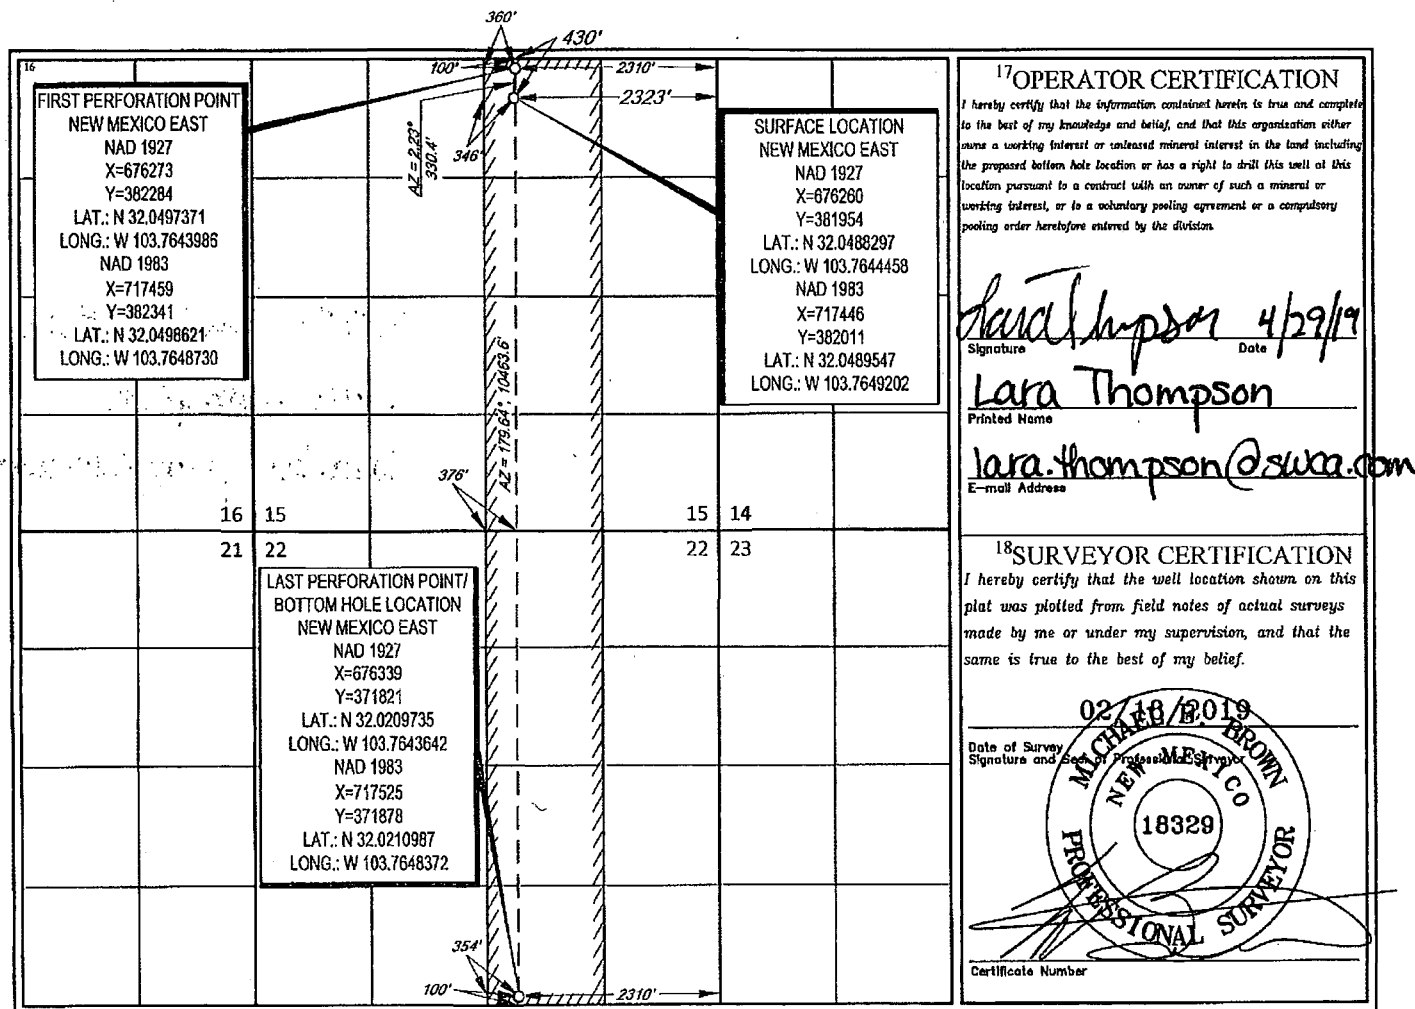 360'
430'
16
100'
2310'
2323'
346'
AZ = 2.23°
330.4'
FIRST PERFORATION POINT
NEW MEXICO EAST
NAD 1927
X=676273
Y=382284
LAT.: N 32.0497371
LONG.: W 103.7643986
NAD 1983
X=717459
Y=382341
LAT.: N 32.0498621
LONG.: W 103.7648730
SURFACE LOCATION
NEW MEXICO EAST
NAD 1927
X=676260
Y=381954
LAT.: N 32.0488297
LONG.: W 103.7644458
NAD 1983
X=717446
Y=382011
LAT.: N 32.0489547
LONG.: W 103.7649202
AZ = 179.64°, 10463.6'
376'
16 15
21 22
15 14
22 23
LAST PERFORATION POINT/
BOTTOM HOLE LOCATION
NEW MEXICO EAST
NAD 1927
X=676339
Y=371821
LAT.: N 32.0209735
LONG.: W 103.7643642
NAD 1983
X=717525
Y=371878
LAT.: N 32.0210987
LONG.: W 103.7648372
354'
100'
2310'
17 OPERATOR CERTIFICATION
I hereby certify that the information contained herein is true and complete
to the best of my knowledge and belief, and that this organization either
owns a working interest or unleased mineral interest in the land including
the proposed bottom hole location or has a right to drill this well at this
location pursuant to a contract with an owner of such a mineral or
working interest, or to a voluntary pooling agreement or a compulsory
pooling order heretofore entered by the division.
Lara Thompson 4/29/19
Signature Date
Lara Thompson
Printed Name
lara.thompson@swca.com
E-mail Address
18 SURVEYOR CERTIFICATION
I hereby certify that the well location shown on this
plat was plotted from field notes of actual surveys
made by me or under my supervision, and that the
same is true to the best of my belief.
02/18/2019
Date of Survey
Signature and Seal of Professional Surveyor
MICHAEL E. BROWN
NEW MEXICO
18329
PROFESSIONAL SURVEYOR
Certificate Number